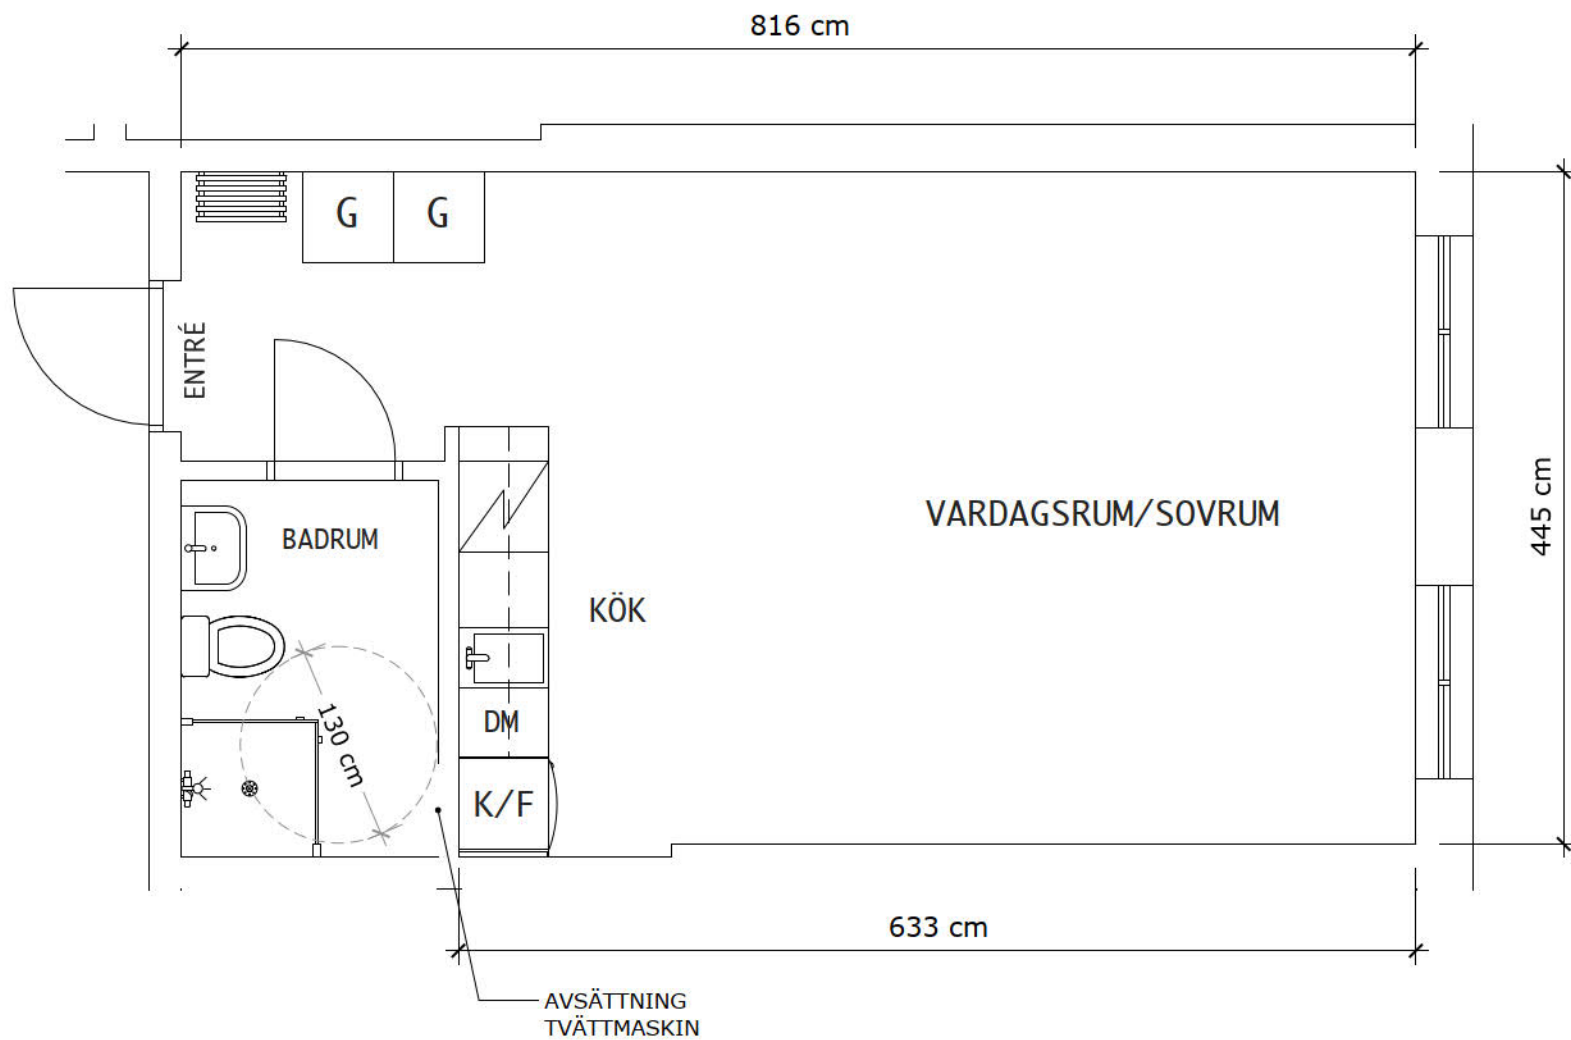 816 cm
G
G
ENTRÉ
BADRUM
VARDAGSRUM/SOVRUM
445 cm
KÖK
130 cm
DM
K/F
633 cm
AVSÄTTNING
TVÄTTMASKIN